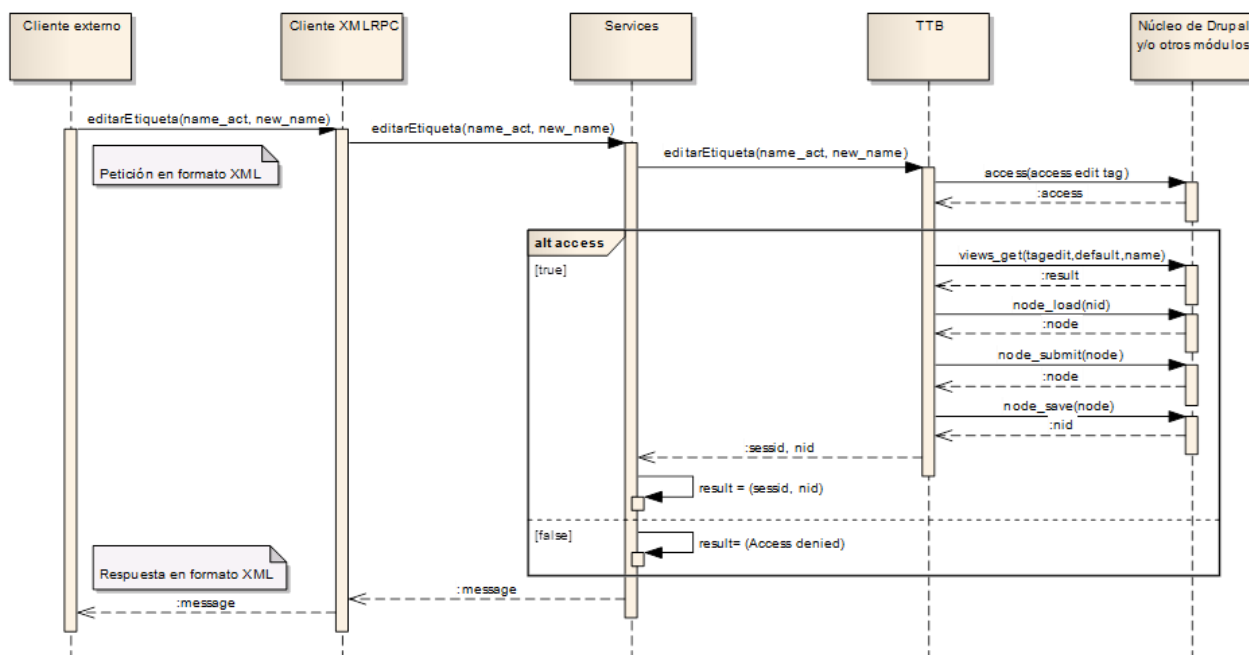 Cliente externo
Cliente XMLRPC
Services
TTB
Núcleo de Drupal
y/o otros módulos
editarEtiqueta(name_act, new_name)
editarEtiqueta(name_act, new_name)
editarEtiqueta(name_act, new_name)
Petición en formato XML
access(access edit tag)
:access
alt access
[true]
views_get(tagedit,default,name)
:result
node_load(nid)
:node
node_submit(node)
:node
node_save(node)
:nid
:sessid, nid
result = (sessid, nid)
[false]
result= (Access denied)
Respuesta en formato XML
:message
:message